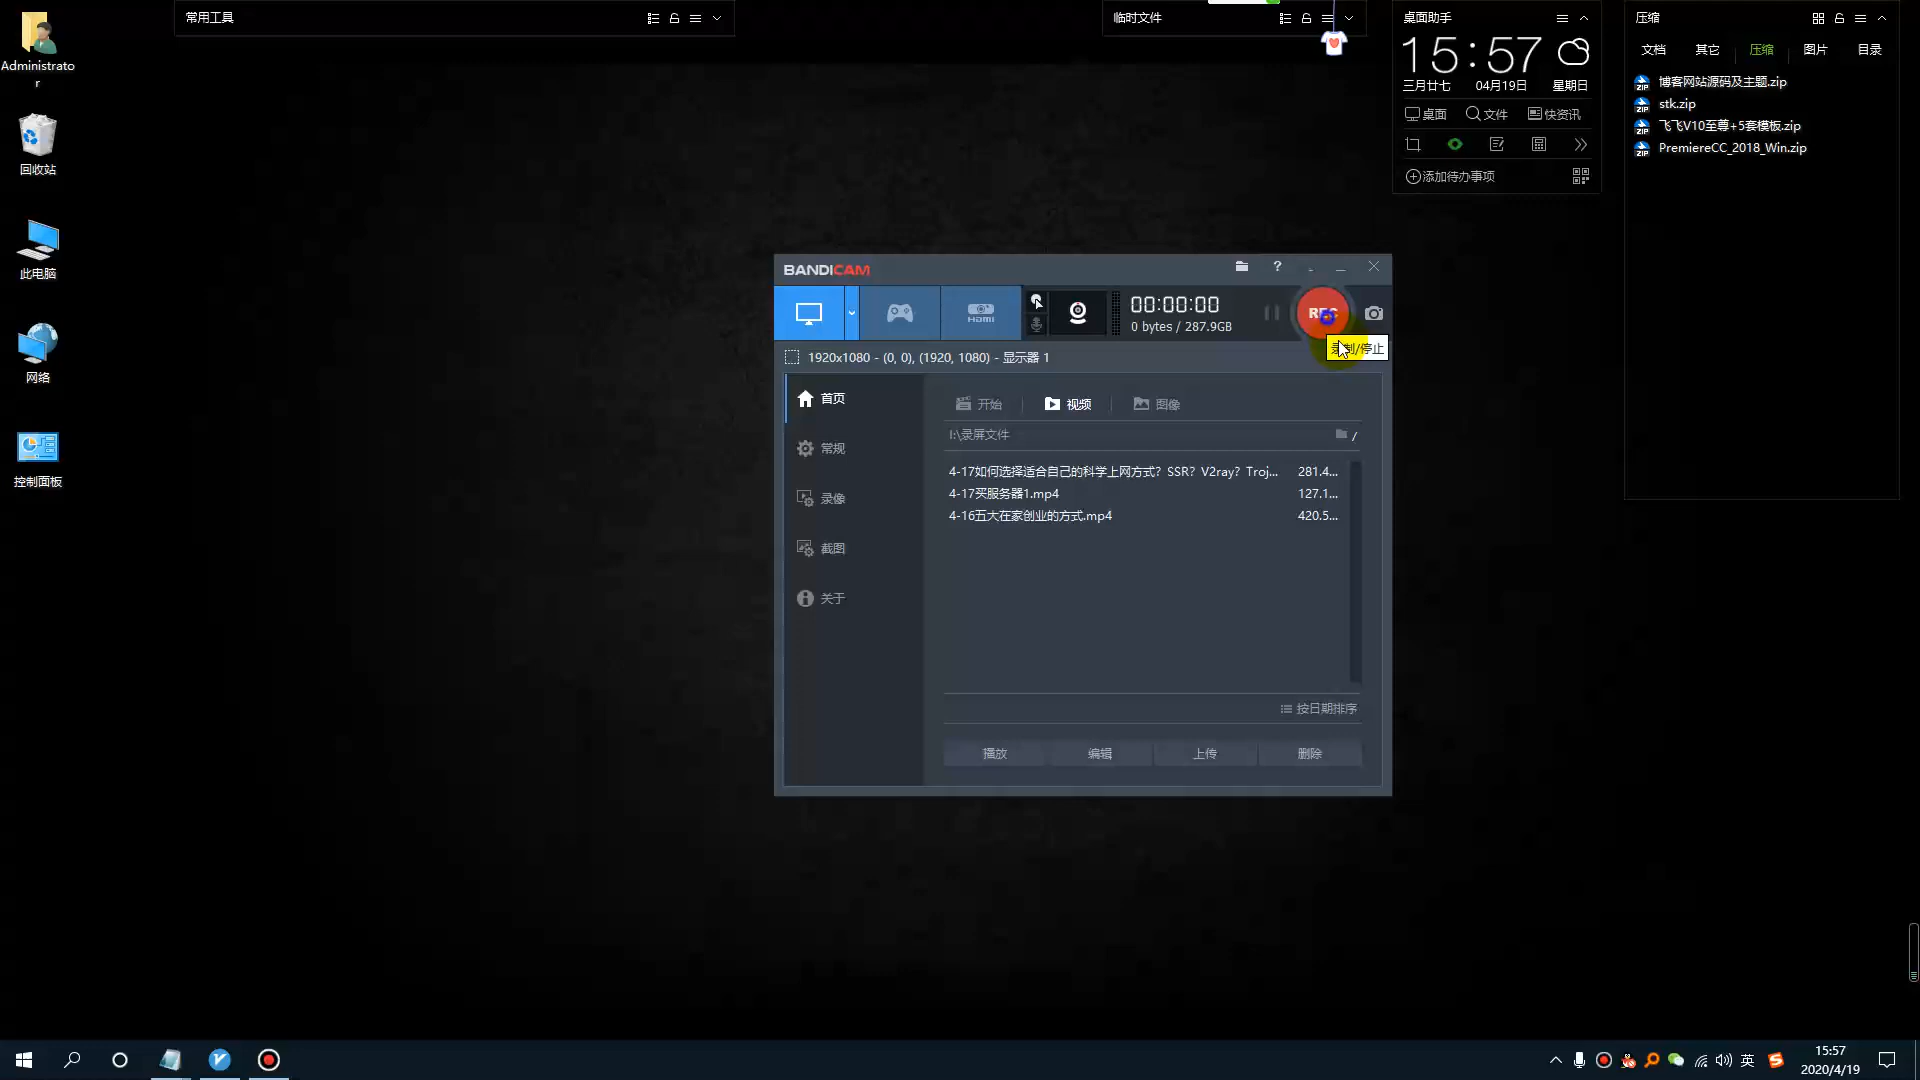 常用工具
临时文件
桌面助手
压缩
Administrato
r
15:57
三月廿七
04月19日
星期日
桌面
文件
快资讯
添加待办事项
文档
其它
压缩
图片
目录
博客网站源码及主题.zip
stk.zip
飞飞V10至尊+5套模板.zip
PremiereCC_2018_Win.zip
回收站
此电脑
网络
控制面板
BANDICAM
HDMI
00:00:00
0 bytes / 287.9GB
REC
1920x1080 - (0, 0), (1920, 1080) - 显示器 1
录制/停止
首页
常规
录像
截图
关于
开始
视频
图像
I:\录屏文件
4-17如何选择适合自己的科学上网方式？SSR？V2ray？Troj...
281.4...
4-17买服务器1.mp4
127.1...
4-16五大在家创业的方式.mp4
420.5...
按日期排序
播放
编辑
上传
删除
英
15:57
2020/4/19